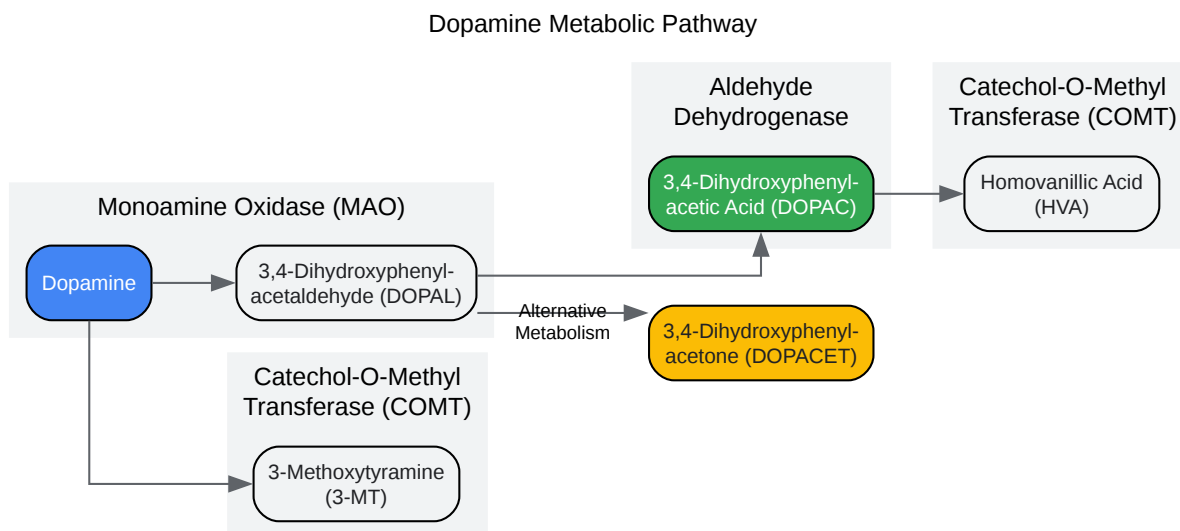 Dopamine Metabolic Pathway
Aldehyde
Dehydrogenase
Catechol-O-Methyl
Transferase (COMT)
3,4-Dihydroxyphenyl-
acetic Acid (DOPAC)
Homovanillic Acid
(HVA)
Monoamine Oxidase (MAO)
Dopamine
3,4-Dihydroxyphenyl-
acetaldehyde (DOPAL)
Alternative
Metabolism
3,4-Dihydroxyphenyl-
acetone (DOPACET)
Catechol-O-Methyl
Transferase (COMT)
3-Methoxytyramine
(3-MT)